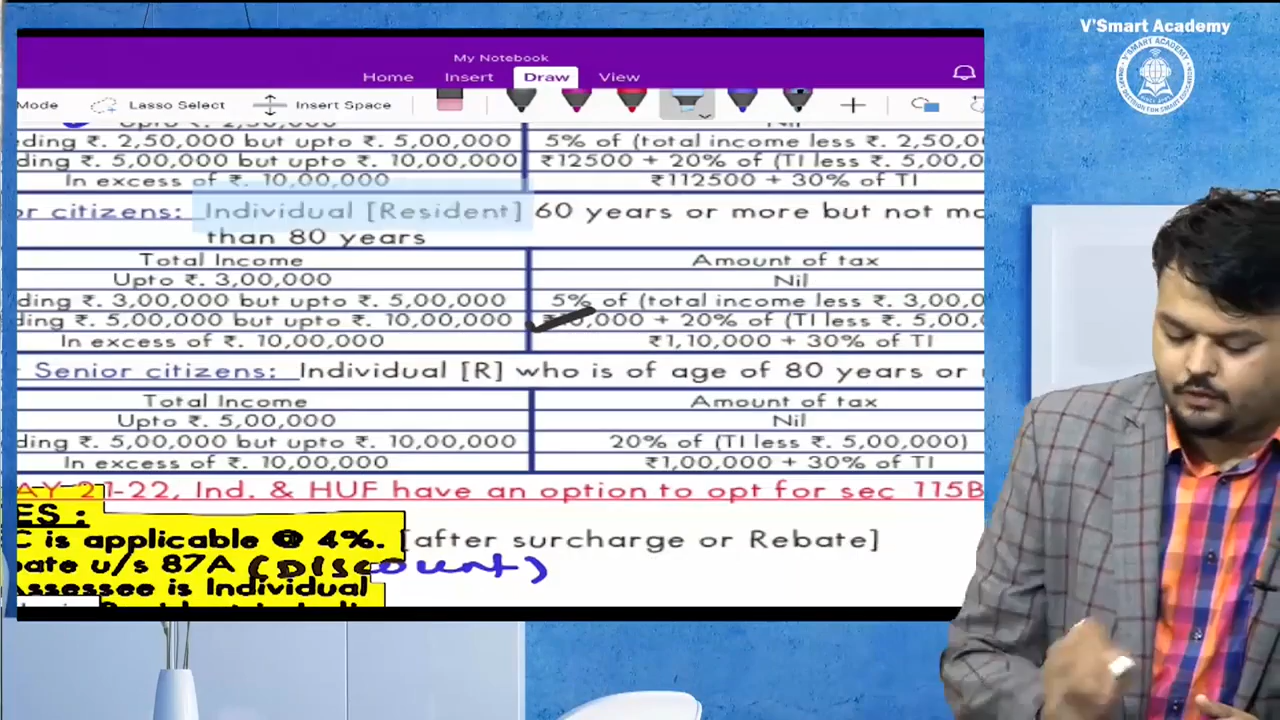 V'Smart Academy
My Notebook
Home Insert Draw View
Mode Lasso Select Insert Space
Upto ₹. 2,50,000 Nil
ding ₹. 2,50,000 but upto ₹. 5,00,000 5% of (total income less ₹. 2,50,0
ding ₹. 5,00,000 but upto ₹. 10,00,000 ₹12500 + 20% of (TI less ₹. 5,00,0
In excess of ₹. 10,00,000 ₹112500 + 30% of TI
or citizens: Individual [Resident] 60 years or more but not mo
than 80 years
Total Income Amount of tax
Upto ₹. 3,00,000 Nil
ding ₹. 3,00,000 but upto ₹. 5,00,000 5% of (total income less ₹. 3,00,0
ding ₹. 5,00,000 but upto ₹. 10,00,000 ₹10,000 + 20% of (TI less ₹. 5,00,
In excess of ₹. 10,00,000 ₹1,10,000 + 30% of TI
Senior citizens: Individual [R] who is of age of 80 years or
Total Income Amount of tax
Upto ₹. 5,00,000 Nil
ding ₹. 5,00,000 but upto ₹. 10,00,000 20% of (TI less ₹. 5,00,000)
In excess of ₹. 10,00,000 ₹1,00,000 + 30% of TI
AY 21-22, Ind. & HUF have an option to opt for sec 115B
ES :
C is applicable @ 4%. [after surcharge or Rebate]
bate u/s 87A (Discount)
Assessee is Individual